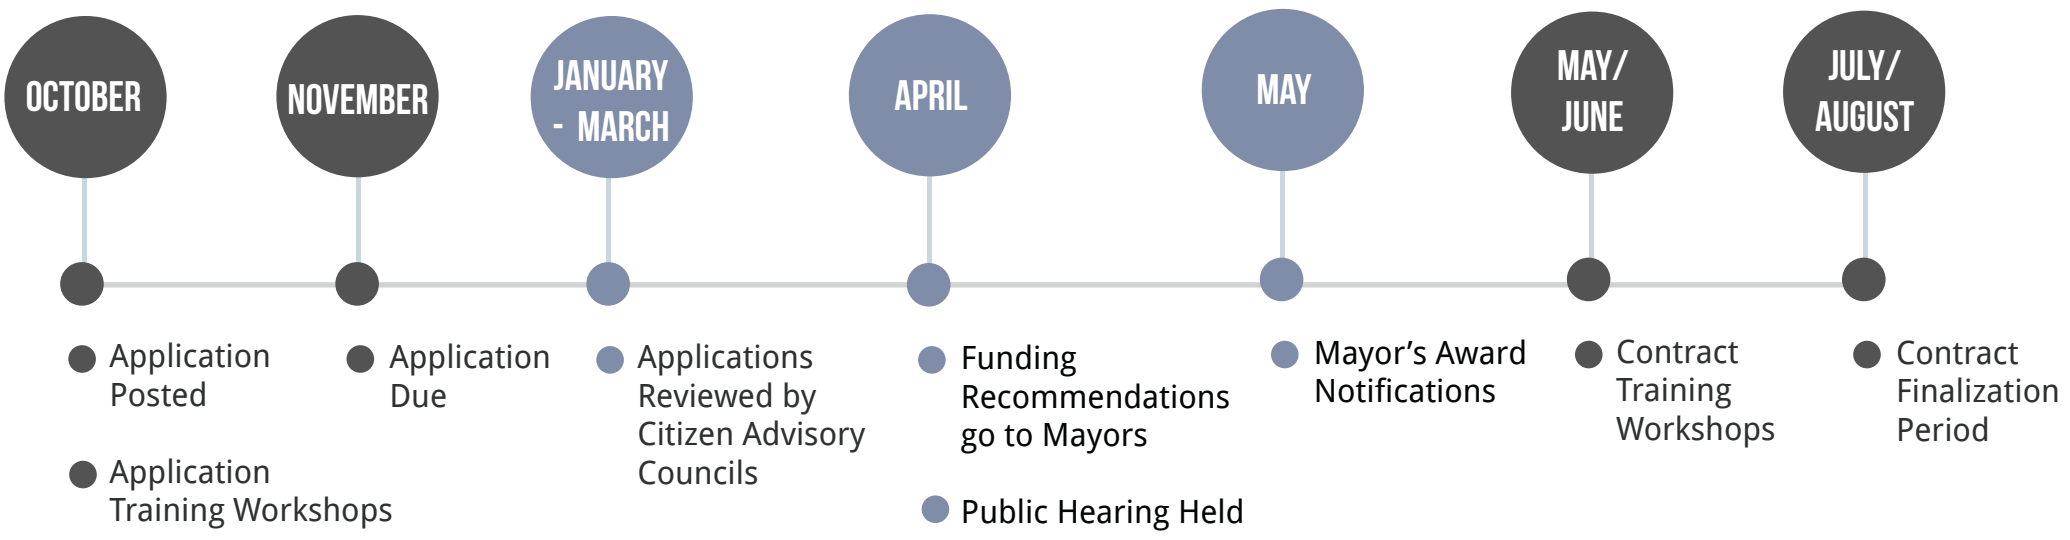 OCTOBER
NOVEMBER
JANUARY
- MARCH
APRIL
MAY
MAY/
JUNE
JULY/
AUGUST
Application
Posted
Application
Training Workshops
Application
Due
Applications
Reviewed by
Citizen Advisory
Councils
Funding
Recommendations
go to Mayors
Public Hearing Held
Mayor’s Award
Notifications
Contract
Training
Workshops
Contract
Finalization
Period